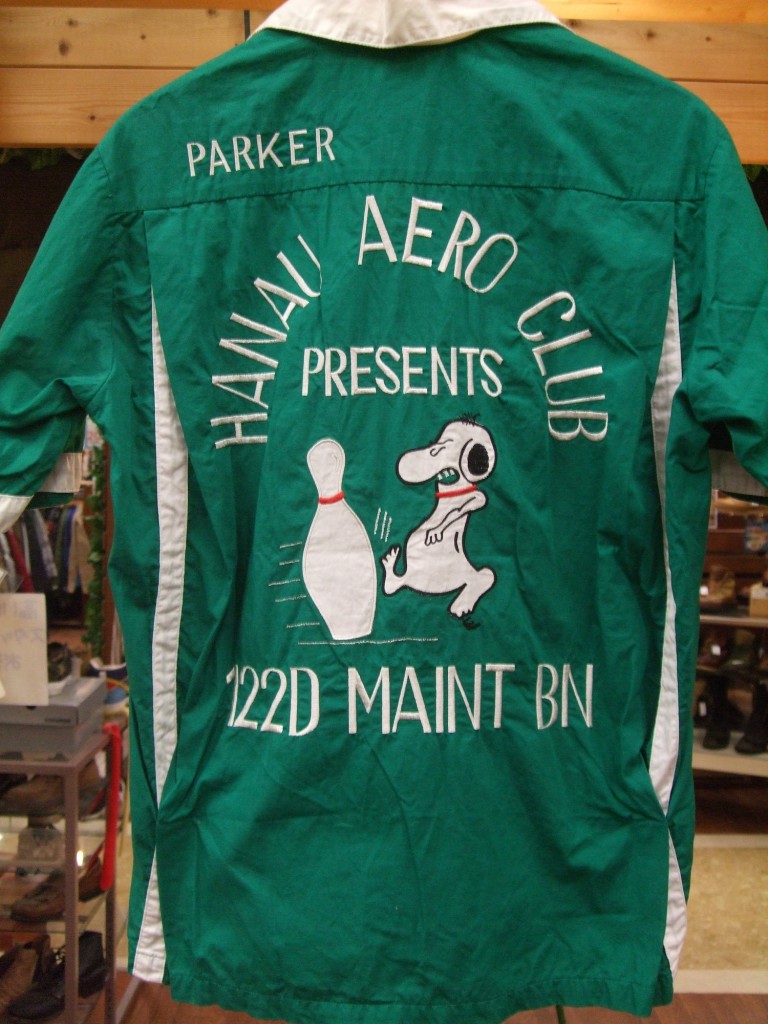 PARKER
HANAU AERO CLUB
PRESENTS
122D MAINT BN